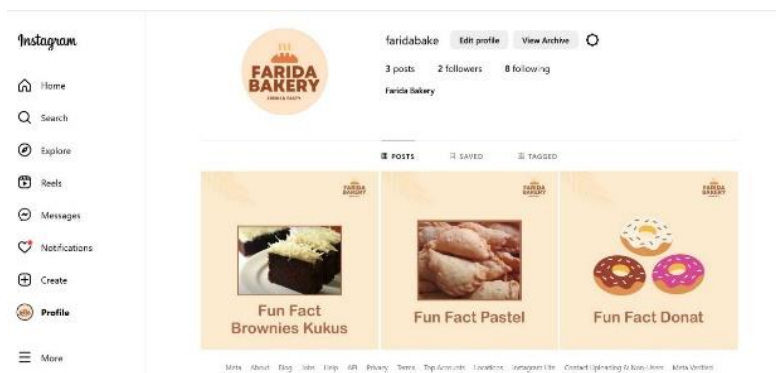 Instagram
Home
Search
Explore
Reels
Messages
Notifications
Create
Profile
More
FARIDA
BAKERY
faridabake Edit profile View Archive
3 posts 2 followers 8 following
Farida Bakery
POSTS SAVED TAGGED
FARIDA
BAKERY
Fun Fact
Brownies Kukus
FARIDA
BAKERY
Fun Fact Pastel
FARIDA
BAKERY
Fun Fact Donat
Meta About Blog Jobs Help API Privacy Terms Top Accounts Locations Instagram Lite Contact Uploading & Non-Users Meta Verified